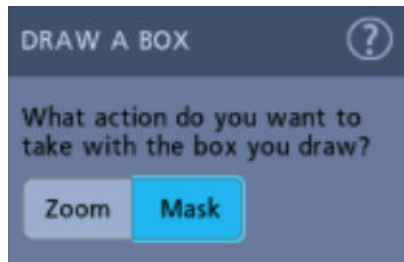 DRAW A BOX ?
What action do you want to
take with the box you draw?
Zoom Mask